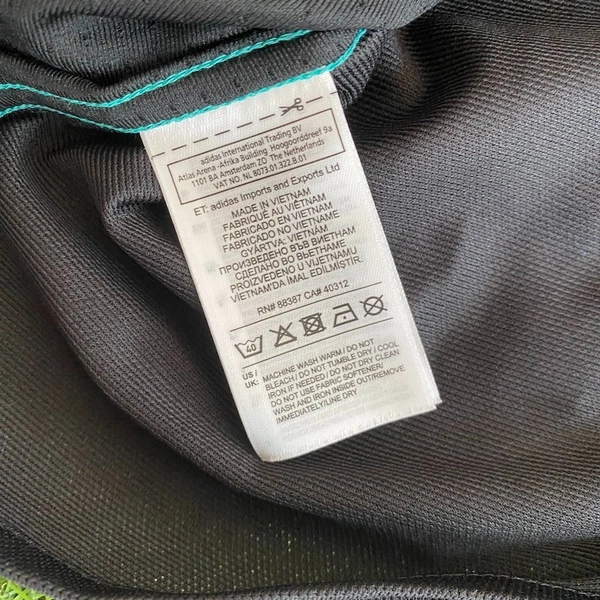 adidas International Trading BV
Atlas Arena -Afrika Building Hoogoorddreef 9a
1101 BA Amsterdam ZO The Netherlands
VAT NO. NL 8073.01.322.B.01
ET: adidas Imports and Exports Ltd
MADE IN VIETNAM
FABRIQUÉ AU VIÊTNAM
FABRICADO EN VIETNAM
FABRICADO NO VIETNAME
GYÁRTVA: VIETNÁM
ПРОИЗВЕДЕНО ВЪВ ВИЕТНАМ
СДЕЛАНО ВО ВЬЕТНАМЕ
PROIZVEDENO U VIJETNAMU
VIETNAM'DA İMAL EDİLMİŞTİR.
RN# 88387 CA# 40312
40
US / UK: MACHINE WASH WARM / DO NOT
BLEACH / DO NOT TUMBLE DRY / COOL
IRON IF NEEDED / DO NOT DRY CLEAN
DO NOT USE FABRIC SOFTENER/
WASH AND IRON INSIDE OUT/REMOVE
IMMEDIATELY/LINE DRY